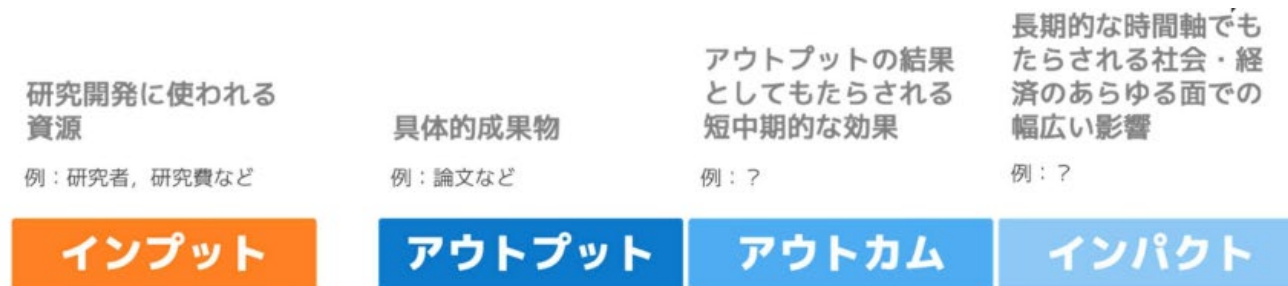 研究開発に使われる
資源
例：研究者，研究費など
インプット
具体的成果物
例：論文など
アウトプット
アウトプットの結果
としてもたらされる
短中期的な効果
例：？
アウトカム
長期的な時間軸でも
たらされる社会・経
済のあらゆる面での
幅広い影響
例：？
インパクト